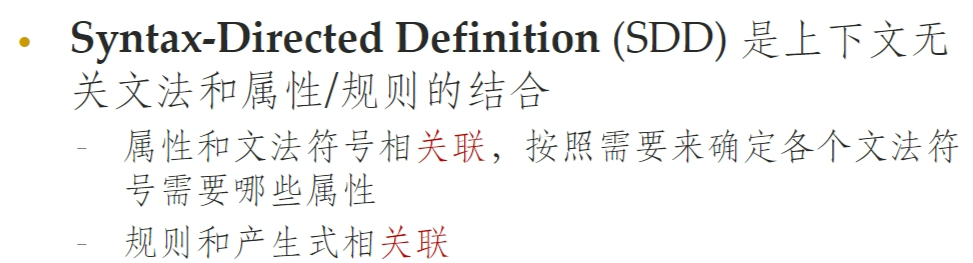 • Syntax-Directed Definition (SDD) 是上下文无
关文法和属性/规则的结合
- 属性和文法符号相关联，按照需要来确定各个文法符
号需要哪些属性
- 规则和产生式相关联